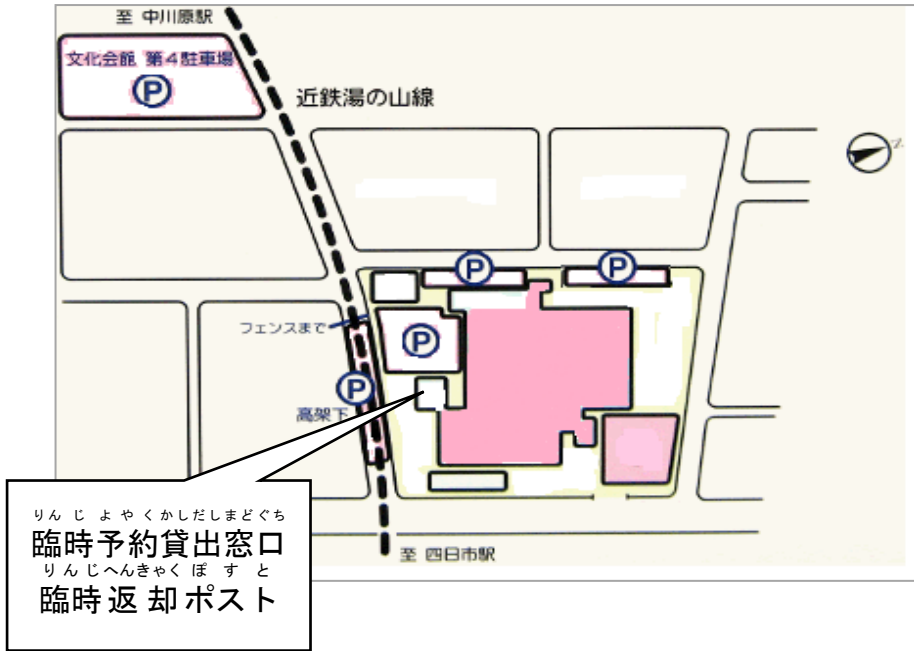 至 中川原駅
文化会館 第4駐車場
P
近鉄湯の山線
N
P
P
フェンスまで
P
P
高架下
りんじよやくかしだしまどぐち
臨時予約貸出窓口
りんじへんきゃくぽすと
臨時返却ポスト
至 四日市駅